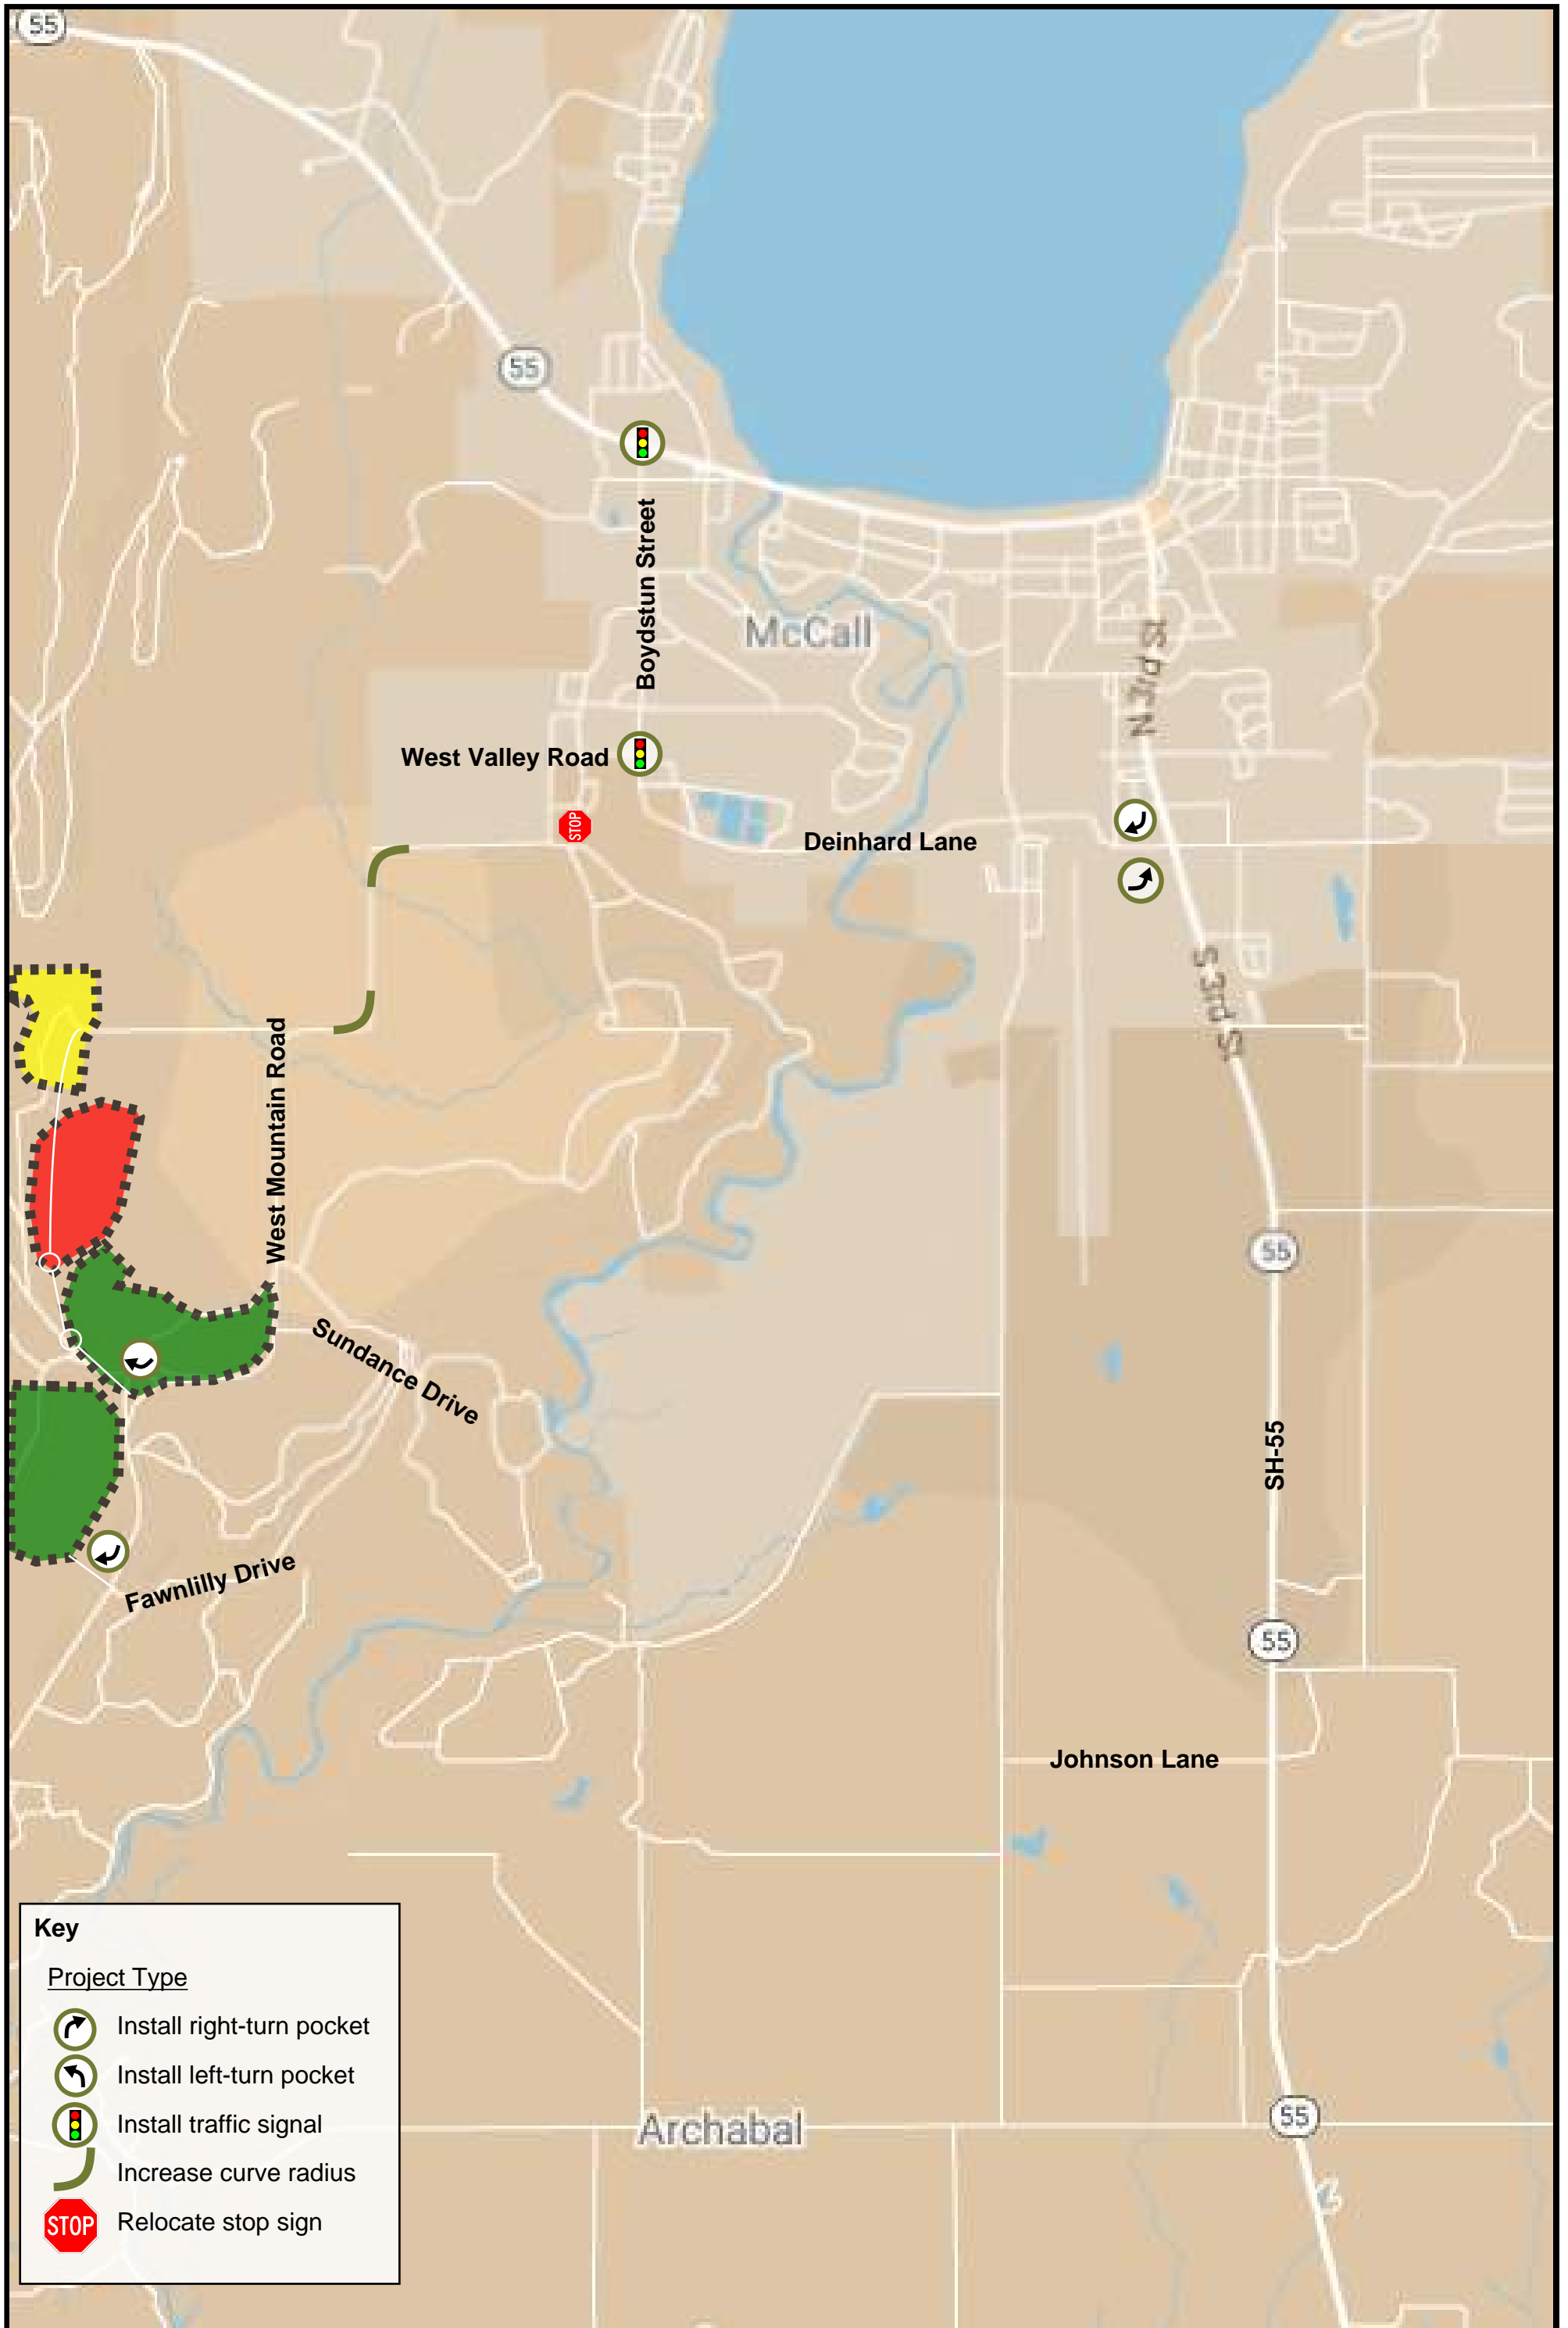 55
55
Boydstun Street
McCall
N 3rd St
West Valley Road
STOP
Deinhard Lane
S 3rd St
West Mountain Road
55
Sundance Drive
SH-55
Fawnlilly Drive
55
Johnson Lane
Key
Project Type
Install right-turn pocket
Install left-turn pocket
Install traffic signal
Increase curve radius
STOP Relocate stop sign
Archabal
55